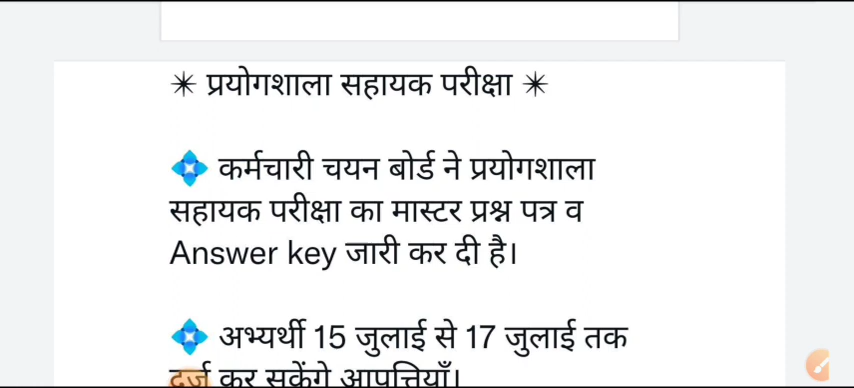 ✴ प्रयोगशाला सहायक परीक्षा ✴
💠 कर्मचारी चयन बोर्ड ने प्रयोगशाला
सहायक परीक्षा का मास्टर प्रश्न पत्र व
Answer key जारी कर दी है।
💠 अभ्यर्थी 15 जुलाई से 17 जुलाई तक
दर्ज कर सकेंगे आपत्तियाँ।